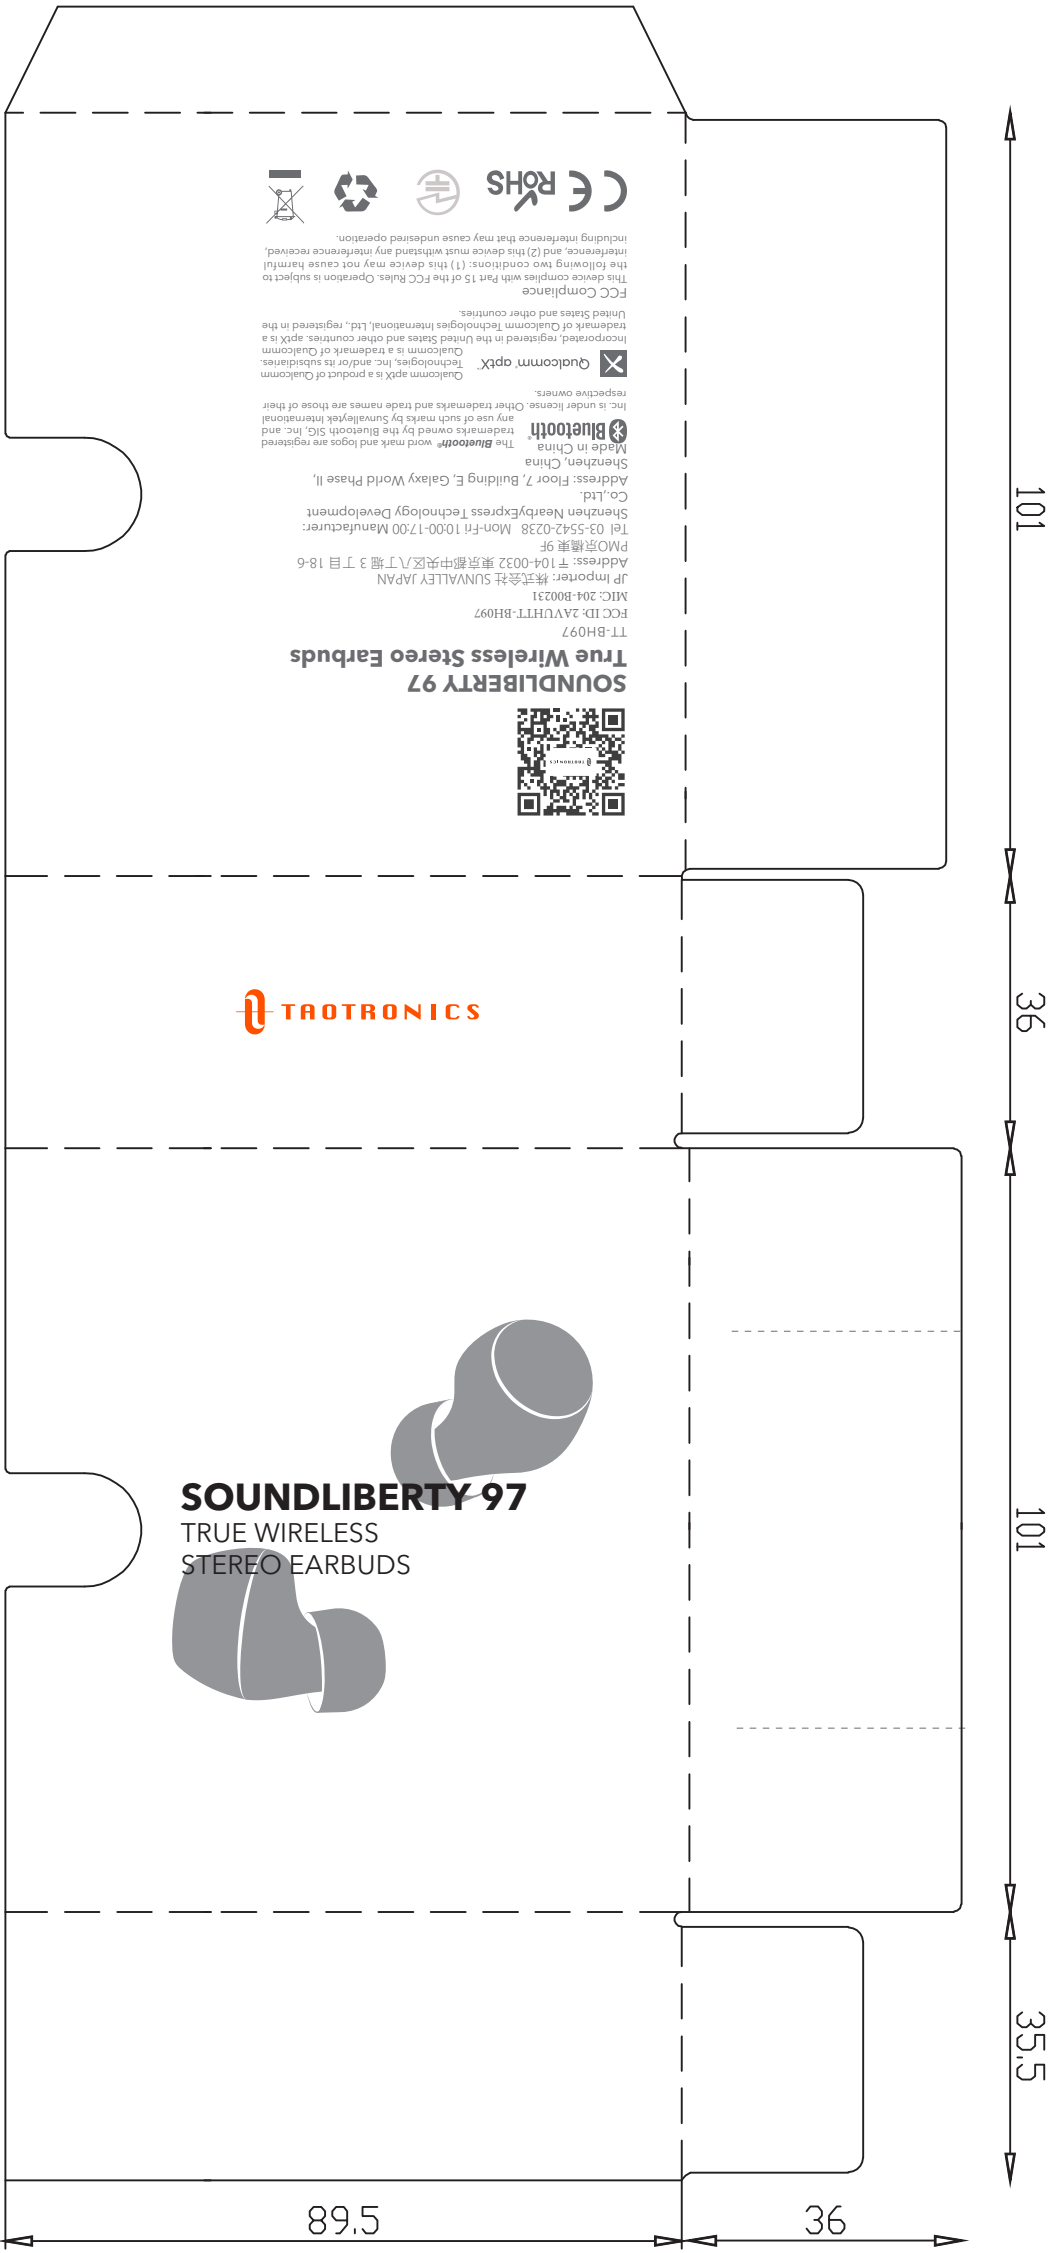 SOUNDLIBERTY 97
True Wireless Stereo Earbuds
TT-BH097
FCC ID: 2AVUHTT-BH097
MIC: 204-B00231
JP Importer: 株式会社 SUNVALLEY JAPAN
Address: 〒104-0032 東京都中央区八丁堀 3 丁目 18-6
PMO京橋東 9F
Tel 03-5542-0238 Mon-Fri 10:00-17:00 Manufacturer:
Shenzhen NearbyExpress Technology Development
Co.,Ltd.
Address: Floor 7, Building E, Galaxy World Phase II,
Shenzhen, China
Made in China
Bluetooth®
The Bluetooth® word mark and logos are registered
trademarks owned by the Bluetooth SIG, Inc. and
any use of such marks by Sunvalleytek International
Inc. is under license. Other trademarks and trade names are those of their
respective owners.
Qualcomm® aptX™
Qualcomm aptX is a product of Qualcomm
Technologies, Inc. and/or its subsidiaries.
Qualcomm is a trademark of Qualcomm
Incorporated, registered in the United States and other countries. aptX is a
trademark of Qualcomm Technologies International, Ltd., registered in the
United States and other countries.
FCC Compliance
This device complies with Part 15 of the FCC Rules. Operation is subject to
the following two conditions: (1) this device may not cause harmful
interference, and (2) this device must withstand any interference received,
including interference that may cause undesired operation.
CE RoHS
TAOTRONICS
TAOTRONICS
SOUNDLIBERTY 97
TRUE WIRELESS
STEREO EARBUDS
101
36
101
35.5
89.5
36